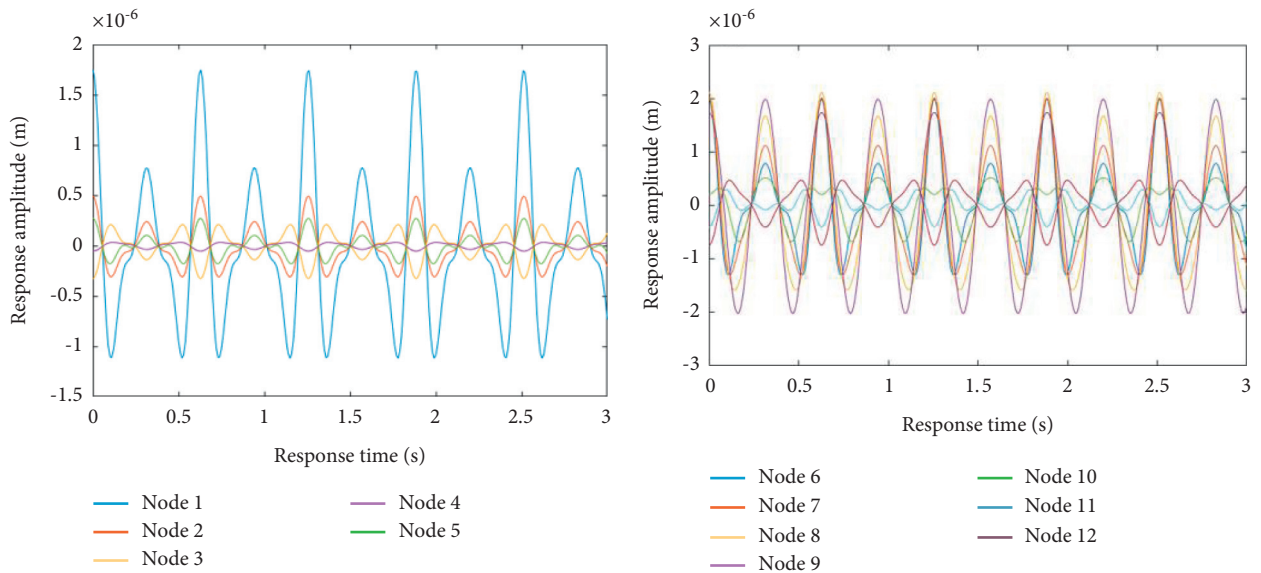 ×10⁻⁶
2
1.5
1
0.5
0
-0.5
-1
-1.5
0 0.5 1 1.5 2 2.5 3
Response amplitude (m)
Response time (s)
Node 1
Node 2
Node 3
Node 4
Node 5
×10⁻⁶
3
2
1
0
-1
-2
-3
0 0.5 1 1.5 2 2.5 3
Response amplitude (m)
Response time (s)
Node 6
Node 7
Node 8
Node 9
Node 10
Node 11
Node 12